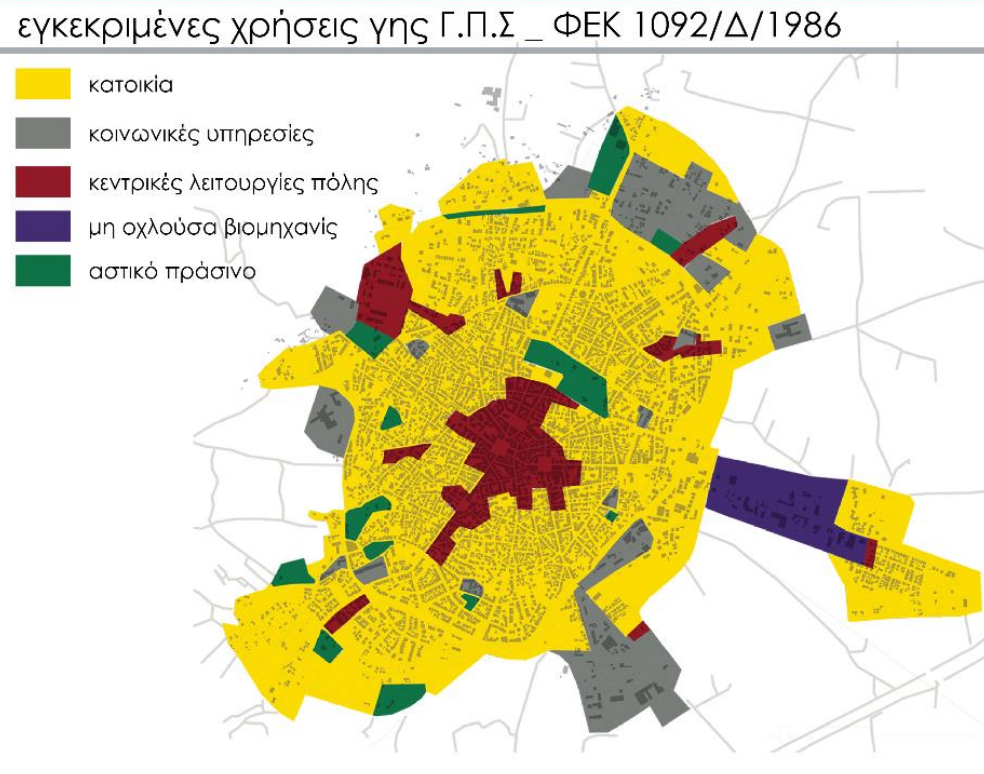 εγκεκριμένες χρήσεις γης Γ.Π.Σ _ ΦΕΚ 1092/Δ/1986
κατοικία
κοινωνικές υπηρεσίες
κεντρικές λειτουργίες πόλης
μη οχλούσα βιομηχανίς
αστικό πράσινο